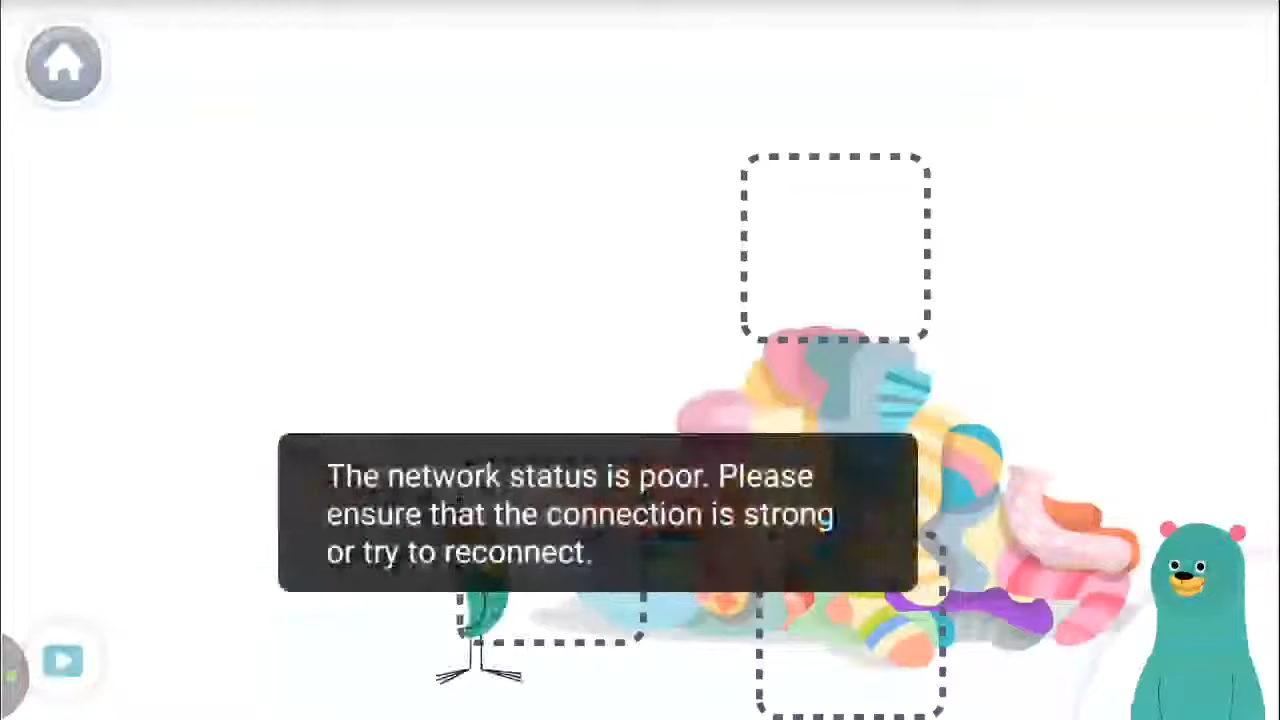 The network status is poor. Please
ensure that the connection is strong
or try to reconnect.